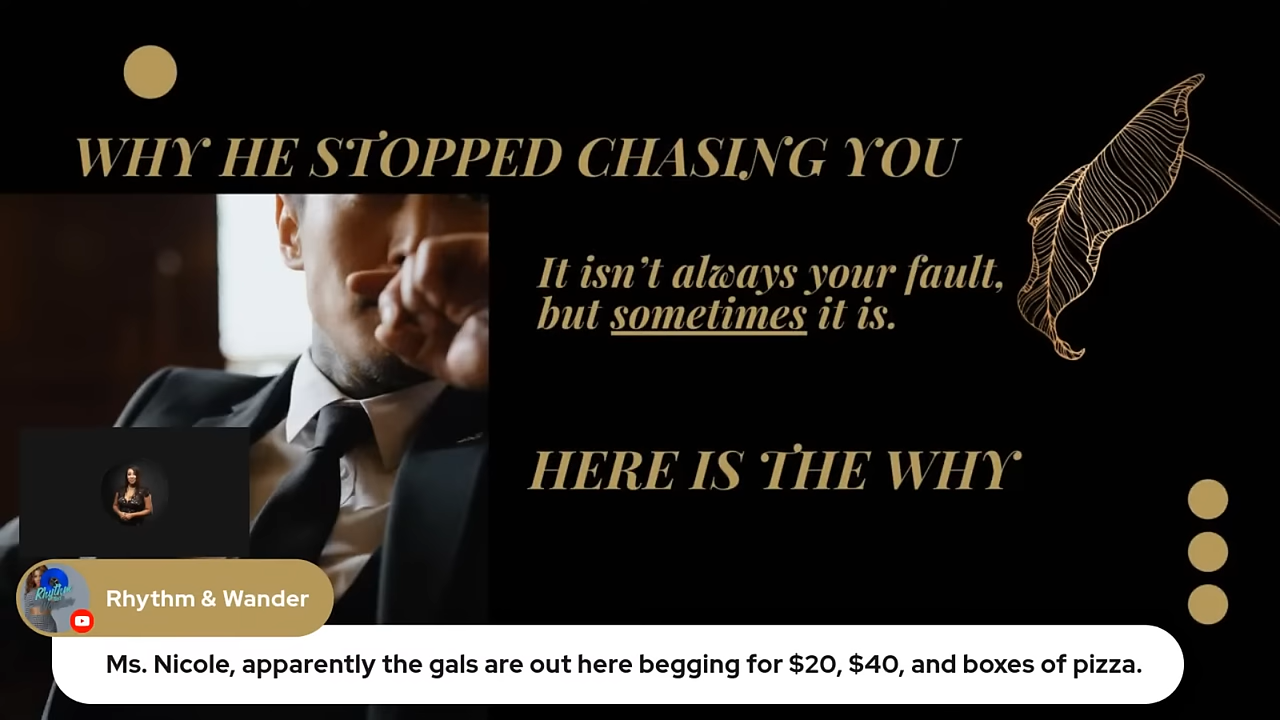 WHY HE STOPPED CHASING YOU
It isn't always your fault,
but sometimes it is.
HERE IS THE WHY
Rhythm & Wander
Ms. Nicole, apparently the gals are out here begging for $20, $40, and boxes of pizza.